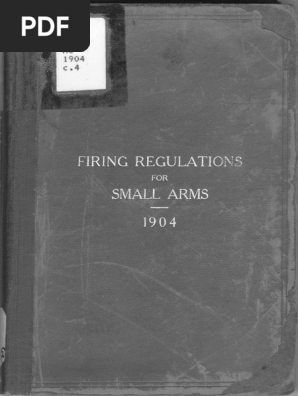 PDF
1904
c.4
FIRING REGULATIONS
FOR
SMALL ARMS
1904